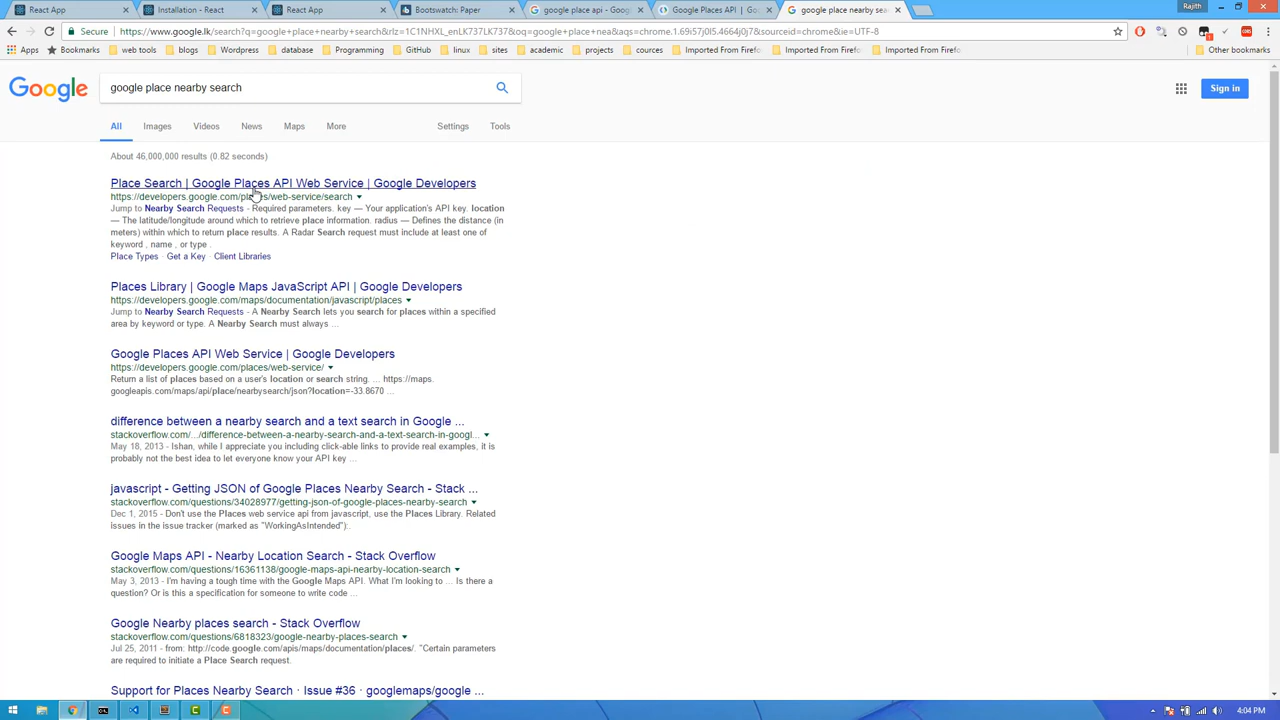 React App
Installation - React
React App
Bootswatch: Paper
google place api - Goog
Google Places API | Go
google place nearby sea
Rajith
Secure
https://www.google.lk/search?q=google+place+nearby+search&rlz=1C1NHXL_enLK737LK737&oq=google+place+nea&aqs=chrome.1.69i57j0l5.4664j0j7&sourceid=chrome&ie=UTF-8
Apps
Bookmarks
web tools
blogs
Wordpress
database
Programming
GitHub
linux
sites
academic
projects
cources
Imported From Firefo
Imported From Firefo
Imported From Firefo
Other bookmarks
Google
google place nearby search
Sign in
All
Images
Videos
News
Maps
More
Settings
Tools
About 46,000,000 results (0.82 seconds)
Place Search | Google Places API Web Service | Google Developers
https://developers.google.com/places/web-service/search
Jump to Nearby Search Requests - Required parameters. key — Your application's API key. location
— The latitude/longitude around which to retrieve place information. radius — Defines the distance (in
meters) within which to return place results. A Radar Search request must include at least one of
keyword , name , or type .
Place Types · Get a Key · Client Libraries
Places Library | Google Maps JavaScript API | Google Developers
https://developers.google.com/maps/documentation/javascript/places
Jump to Nearby Search Requests - A Nearby Search lets you search for places within a specified
area by keyword or type. A Nearby Search must always ...
Google Places API Web Service | Google Developers
https://developers.google.com/places/web-service/
Return a list of places based on a user's location or search string. ... https://maps.
googleapis.com/maps/api/place/nearbysearch/json?location=-33.8670 ...
difference between a nearby search and a text search in Google ...
stackoverflow.com/.../difference-between-a-nearby-search-and-a-text-search-in-googl...
May 18, 2013 - Ishan, while I appreciate you including click-able links to provide real examples, it is
probably not the best idea to let everyone know your API key ...
javascript - Getting JSON of Google Places Nearby Search - Stack ...
stackoverflow.com/questions/34028977/getting-json-of-google-places-nearby-search
Dec 1, 2015 - Don't use the Places web service api from javascript, use the Places Library. Related
issues in the issue tracker (marked as "WorkingAsIntended"):.
Google Maps API - Nearby Location Search - Stack Overflow
stackoverflow.com/questions/16361138/google-maps-api-nearby-location-search
May 3, 2013 - I'm having a tough time with the Google Maps API. What I'm looking to ... Is there a
question? Or is this a specification for someone to write code ...
Google Nearby places search - Stack Overflow
stackoverflow.com/questions/6818323/google-nearby-places-search
Jul 25, 2011 - from: http://code.google.com/apis/maps/documentation/places/. "Certain parameters
are required to initiate a Place Search request.
Support for Places Nearby Search · Issue #36 · googlemaps/google ...
4:04 PM